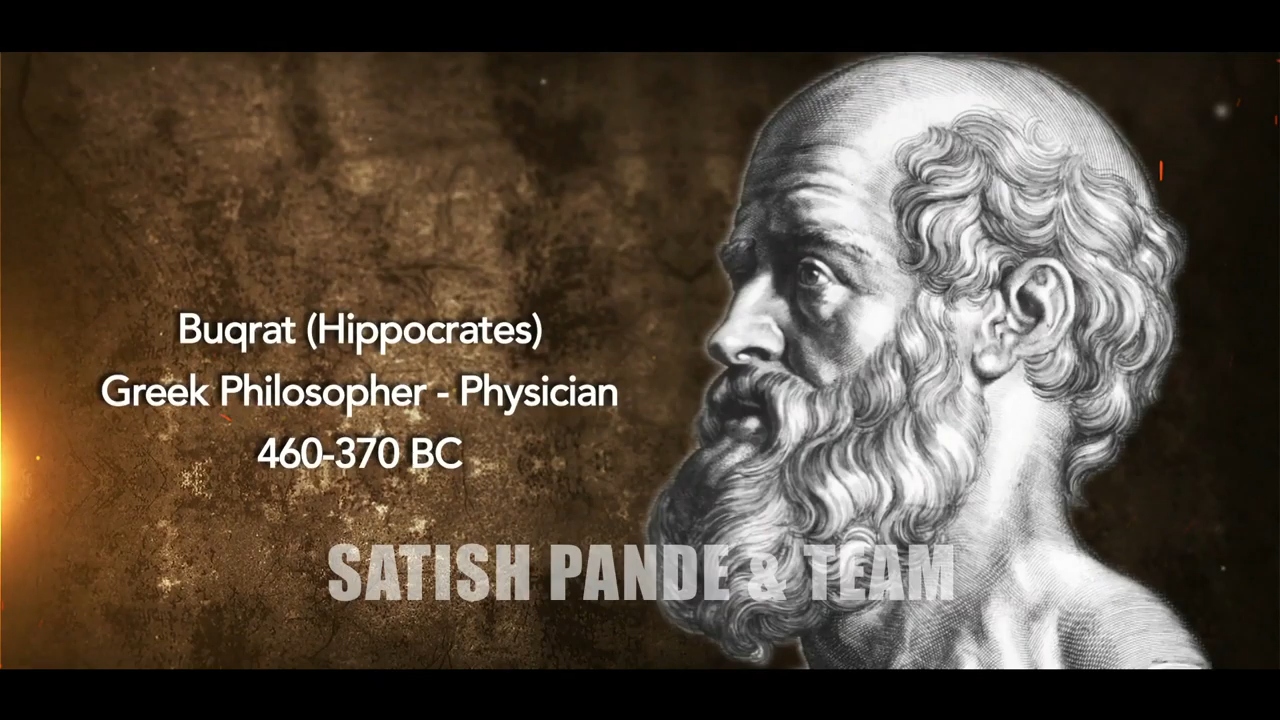 Buqrat (Hippocrates)
Greek Philosopher - Physician
460-370 BC
SATISH PANDE & TEAM